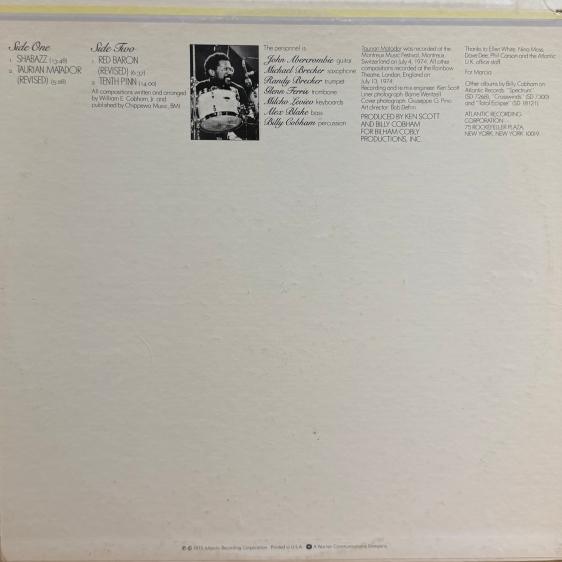 Side One
1. SHABAZZ (13:48)
2. TAURIAN MATADOR
(REVISED) (5:28)
Side Two
1. RED BARON
(REVISED) (6:37)
2. TENTH PINN (14:00)
All compositions written and arranged
by William E. Cobham, Jr. and
published by Chippewa Music, BMI
The personnel is:
John Abercrombie guitar
Michael Brecker saxophone
Randy Brecker trumpet
Glenn Ferris trombone
Milcho Leviev keyboards
Alex Blake bass
Billy Cobham percussion
Taurian Matador was recorded at the
Montreux Music Festival, Montreux
Switzerland on July 4, 1974. All other
compositions recorded at the Rainbow
Theatre, London, England on
July 13, 1974
Recording and re-mix engineer: Ken Scott
Liner photograph: Barrie Wentzell
Cover photograph: Giuseppe G. Pino
Art director: Bob Defrin
PRODUCED BY KEN SCOTT
AND BILLY COBHAM
FOR BILHAM COBLY
PRODUCTIONS, INC.
Thanks to Ellen White, Nina Moss,
Dave Dee, Phil Carson and the Atlantic
U.K. office staff.
For Marcia
Other albums by Billy Cobham on
Atlantic Records: "Spectrum"
(SD 7268), "Crosswinds" (SD 7300)
and "Total Eclipse" (SD 18121)
ATLANTIC RECORDING
CORPORATION
75 ROCKEFELLER PLAZA,
NEW YORK, NEW YORK 10019
℗ © 1975 Atlantic Recording Corporation Printed in U.S.A. A Warner Communications Company